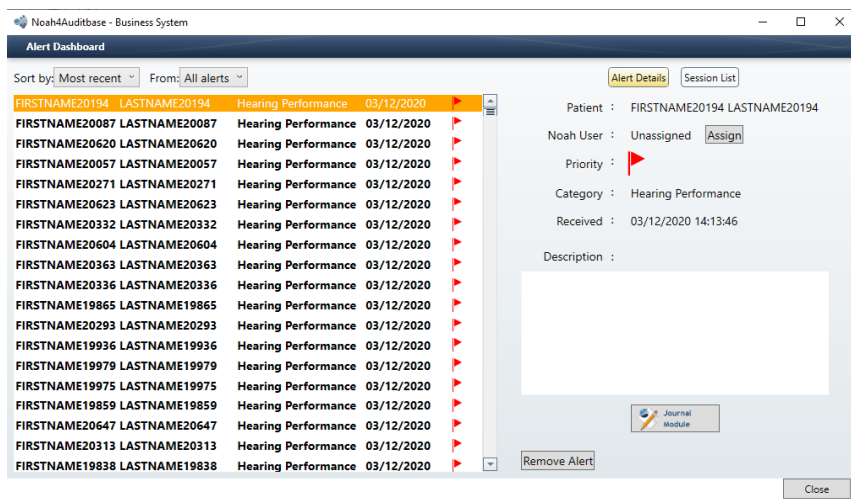 Noah4Auditbase - Business System
Alert Dashboard
Sort by: Most recent From: All alerts
Alert Details Session List
FIRSTNAME20194 LASTNAME20194 Hearing Performance 03/12/2020
FIRSTNAME20087 LASTNAME20087 Hearing Performance 03/12/2020
FIRSTNAME20620 LASTNAME20620 Hearing Performance 03/12/2020
FIRSTNAME20057 LASTNAME20057 Hearing Performance 03/12/2020
FIRSTNAME20271 LASTNAME20271 Hearing Performance 03/12/2020
FIRSTNAME20623 LASTNAME20623 Hearing Performance 03/12/2020
FIRSTNAME20332 LASTNAME20332 Hearing Performance 03/12/2020
FIRSTNAME20604 LASTNAME20604 Hearing Performance 03/12/2020
FIRSTNAME20363 LASTNAME20363 Hearing Performance 03/12/2020
FIRSTNAME20336 LASTNAME20336 Hearing Performance 03/12/2020
FIRSTNAME19865 LASTNAME19865 Hearing Performance 03/12/2020
FIRSTNAME20293 LASTNAME20293 Hearing Performance 03/12/2020
FIRSTNAME19936 LASTNAME19936 Hearing Performance 03/12/2020
FIRSTNAME19979 LASTNAME19979 Hearing Performance 03/12/2020
FIRSTNAME19975 LASTNAME19975 Hearing Performance 03/12/2020
FIRSTNAME19859 LASTNAME19859 Hearing Performance 03/12/2020
FIRSTNAME20647 LASTNAME20647 Hearing Performance 03/12/2020
FIRSTNAME20313 LASTNAME20313 Hearing Performance 03/12/2020
FIRSTNAME19838 LASTNAME19838 Hearing Performance 03/12/2020
Patient : FIRSTNAME20194 LASTNAME20194
Noah User : Unassigned Assign
Priority :
Category : Hearing Performance
Received : 03/12/2020 14:13:46
Description :
Journal
Module
Remove Alert
Close